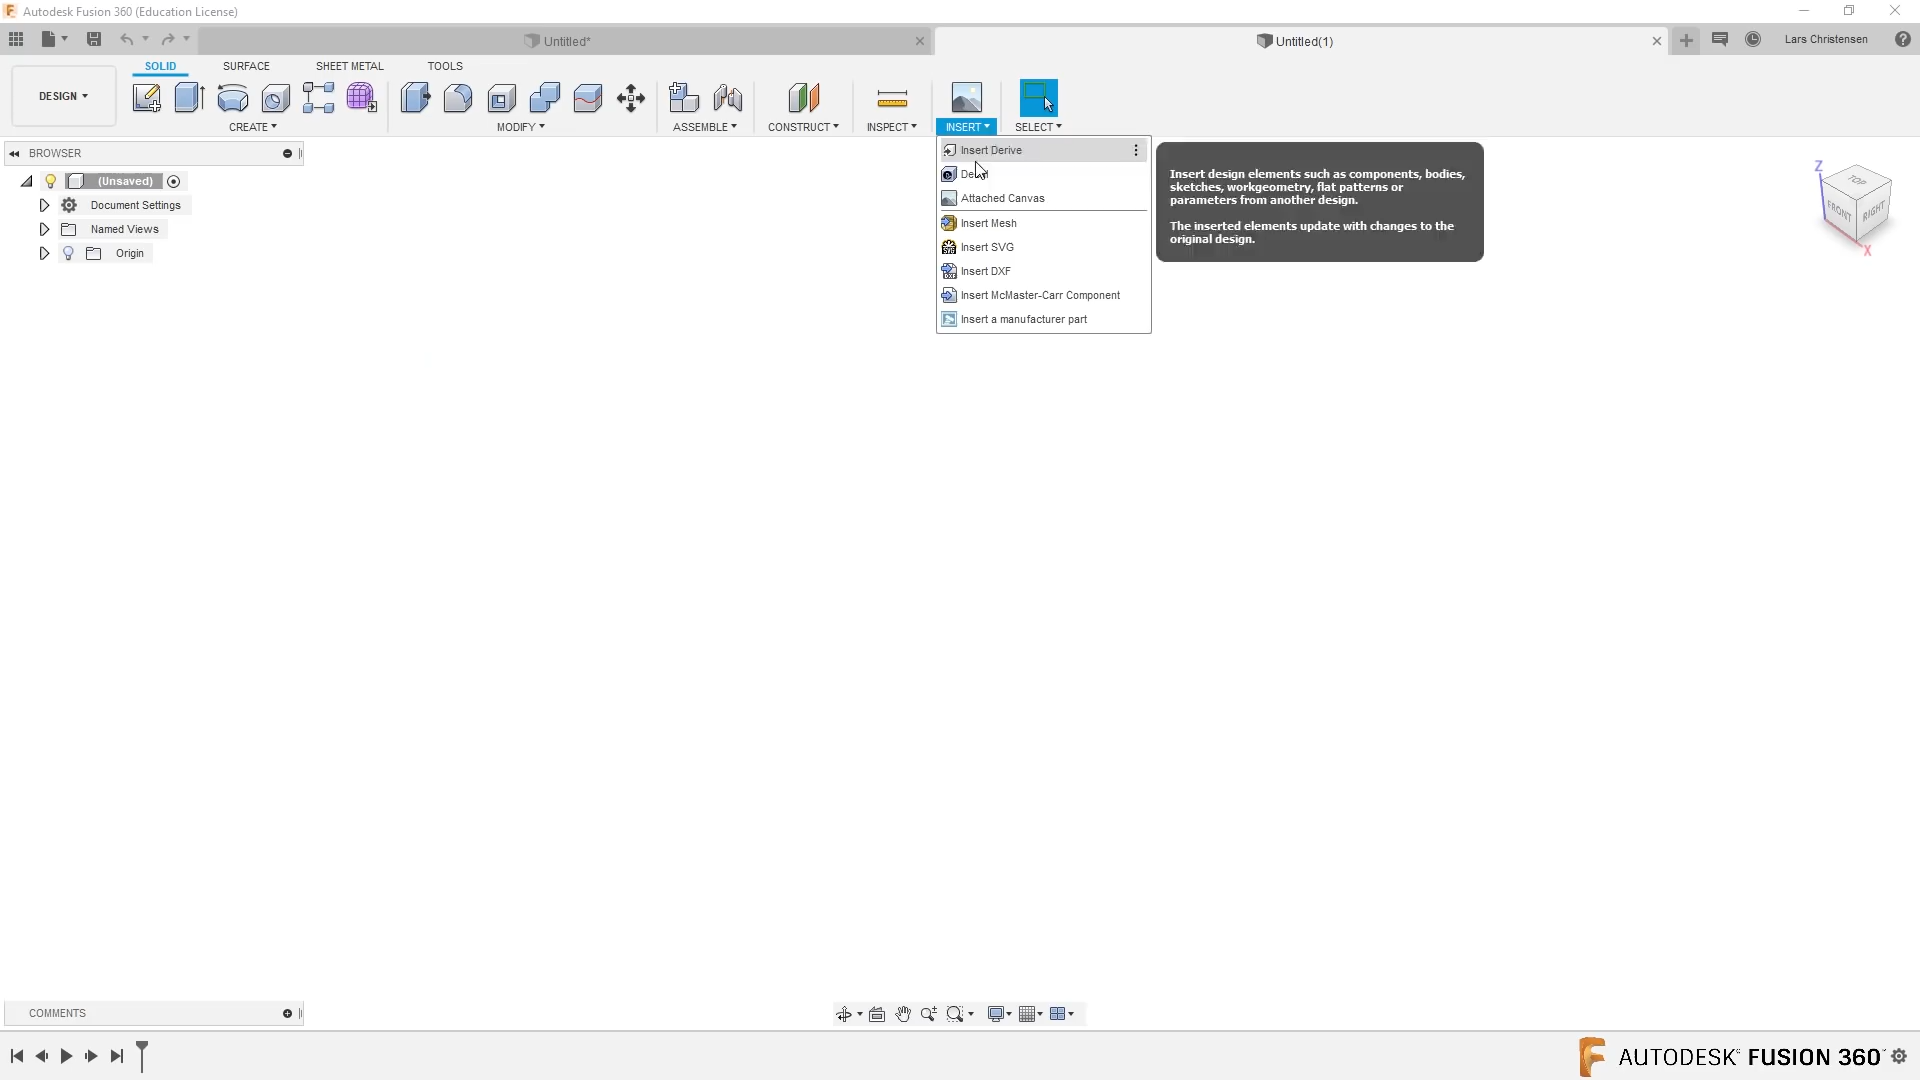 Autodesk Fusion 360 (Education License)
Untitled*
Untitled(1)
Lars Christensen
SOLID SURFACE SHEET METAL TOOLS
DESIGN
CREATE MODIFY ASSEMBLE CONSTRUCT INSPECT INSERT SELECT
BROWSER
(Unsaved)
Document Settings
Named Views
Origin
Insert Derive
Attached Canvas
Insert Mesh
Insert SVG
Insert DXF
Insert McMaster-Carr Component
Insert a manufacturer part
Insert design elements such as components, bodies,
sketches, workgeometry, flat patterns or
parameters from another design.
The inserted elements update with changes to the
original design.
Z
TOP
FRONT RIGHT
X
COMMENTS
AUTODESK FUSION 360